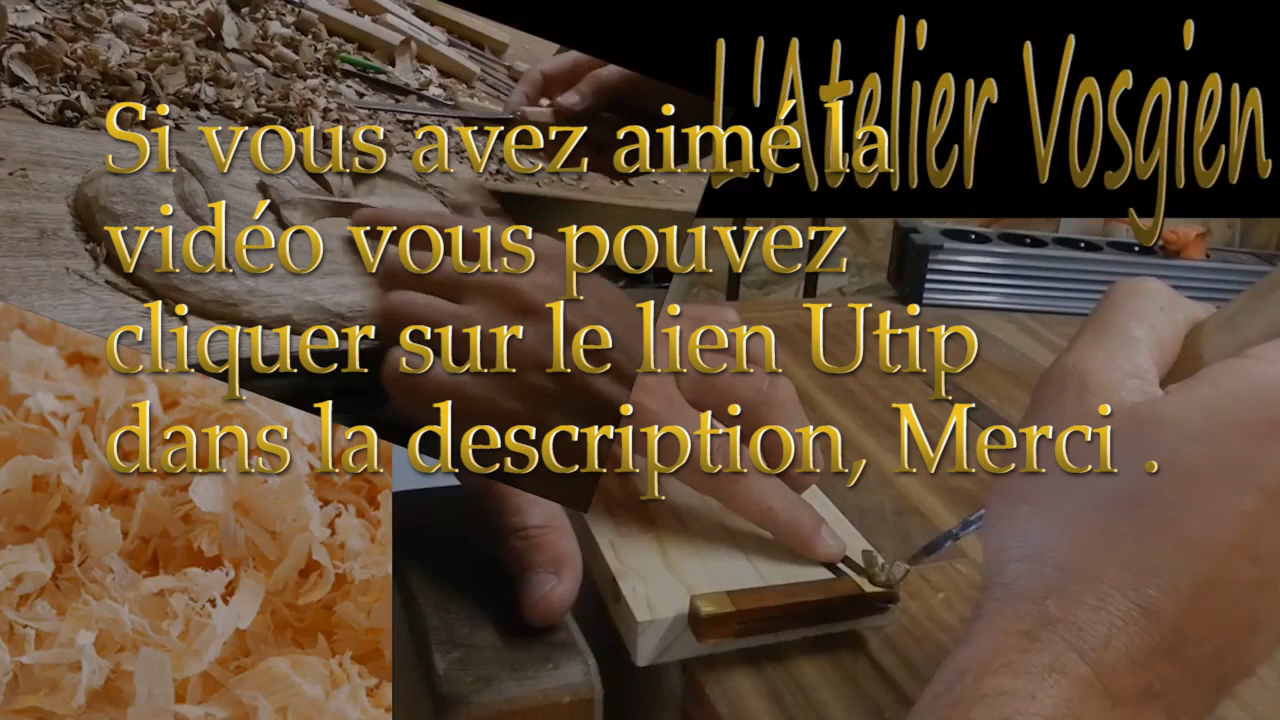 L'Atelier Vosgien
Si vous avez aimé la
vidéo vous pouvez
cliquer sur le lien Utip
dans la description, Merci .